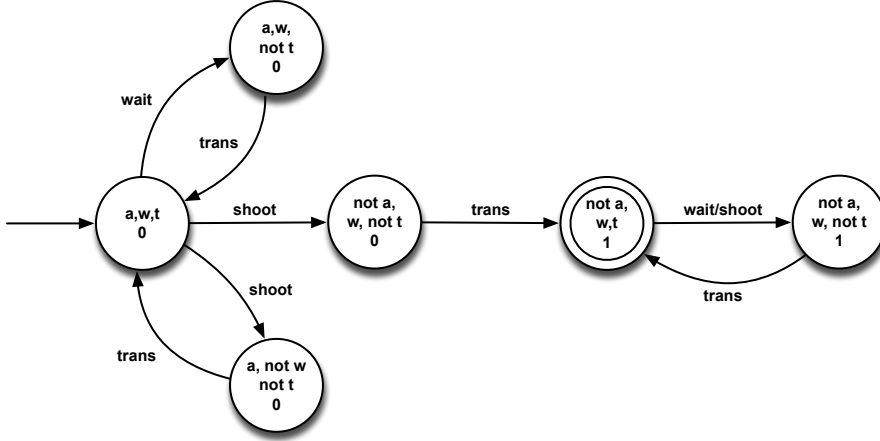 a,w,
not t
0
wait
trans
a,w,t
0
shoot
not a,
w, not t
0
trans
not a,
w,t
1
wait/shoot
not a,
w, not t
1
trans
shoot
trans
a, not w
not t
0